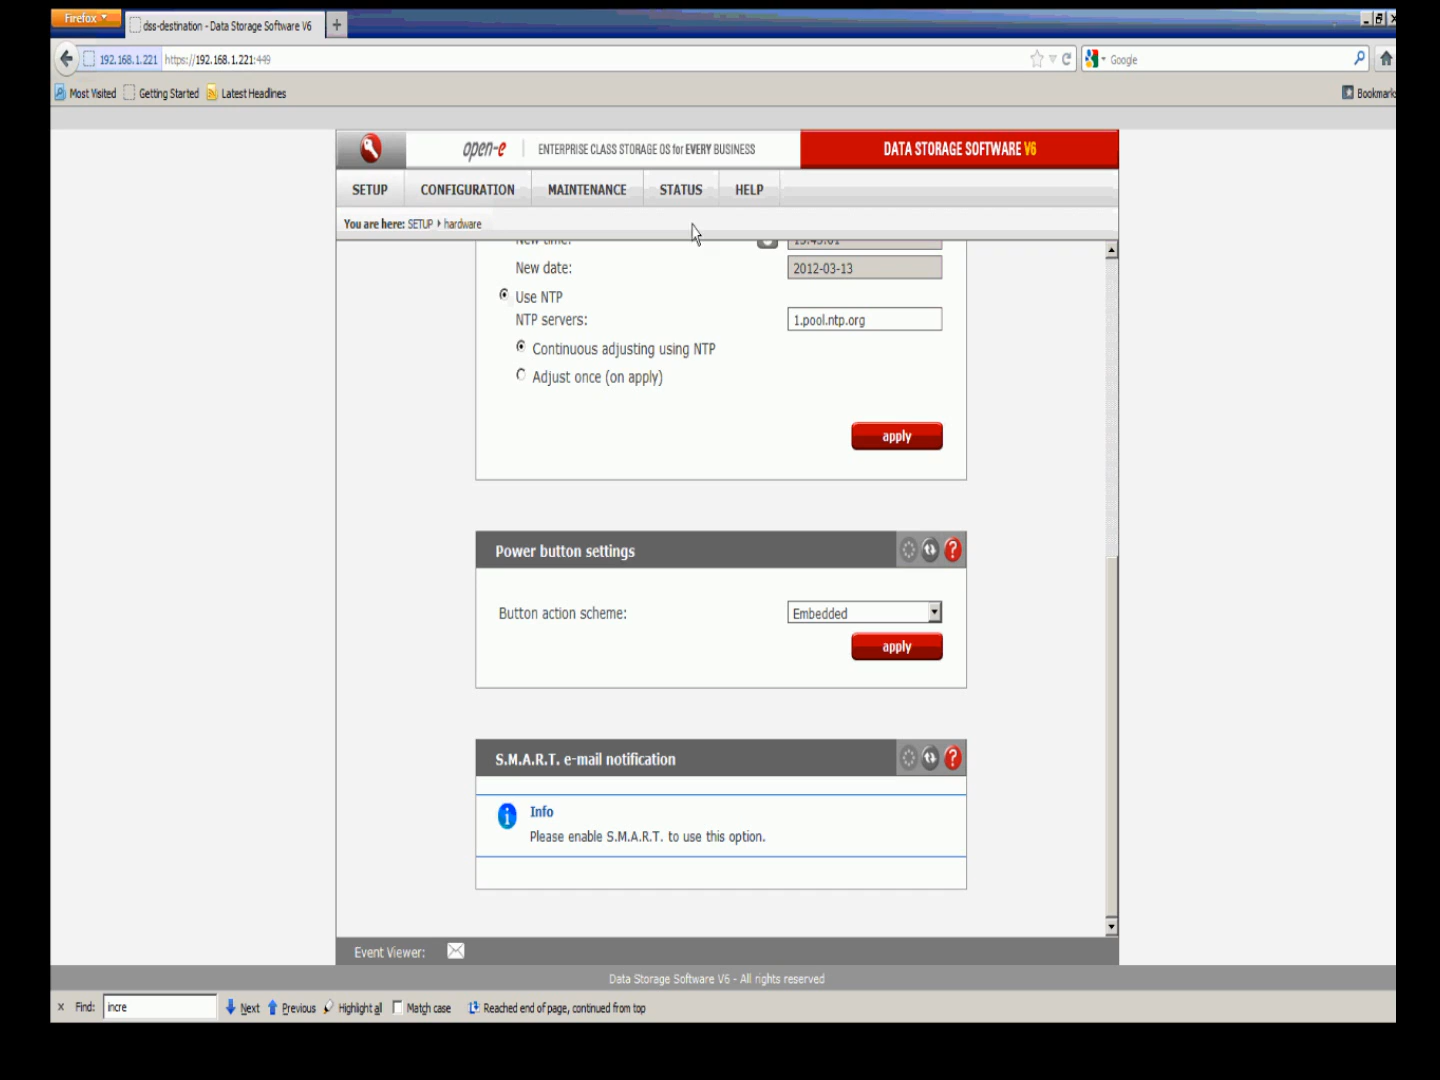 Firefox
dss-destination - Data Storage Software V6
192.168.1.221 https://192.168.1.221:449
Google
Most Visited Getting Started Latest Headlines
Bookmark
open-e ENTERPRISE CLASS STORAGE OS for EVERY BUSINESS
DATA STORAGE SOFTWARE V6
SETUP CONFIGURATION MAINTENANCE STATUS HELP
You are here: SETUP hardware
New time:
New date: 2012-03-13
Use NTP
NTP servers: 1.pool.ntp.org
Continuous adjusting using NTP
Adjust once (on apply)
apply
Power button settings
Button action scheme: Embedded
apply
S.M.A.R.T. e-mail notification
Info
Please enable S.M.A.R.T. to use this option.
Event Viewer:
Data Storage Software V6 - All rights reserved
x Find: incre Next Previous Highlight all Match case Reached end of page, continued from top